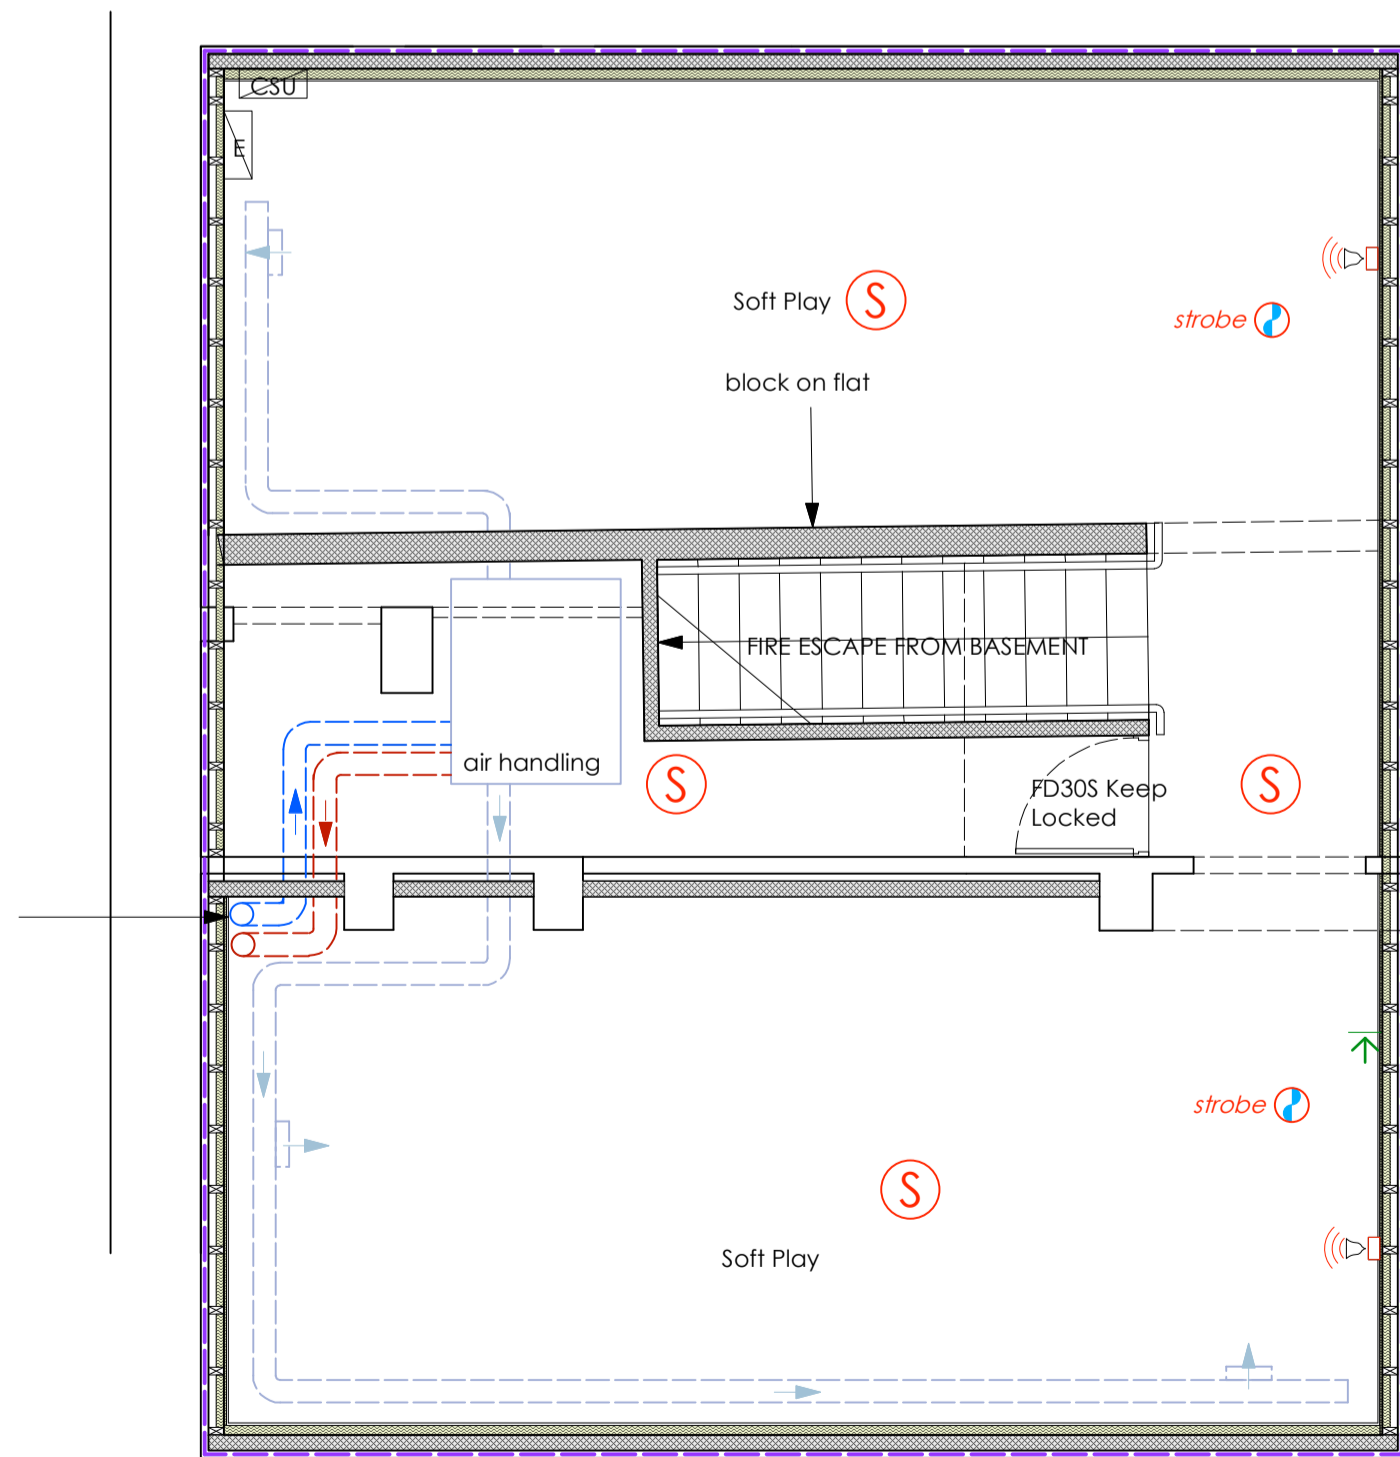 CSU
E
Soft Play S
strobe
block on flat
FIRE ESCAPE FROM BASEMENT
air handling
S
FD30S Keep
Locked
S
strobe
S
Soft Play